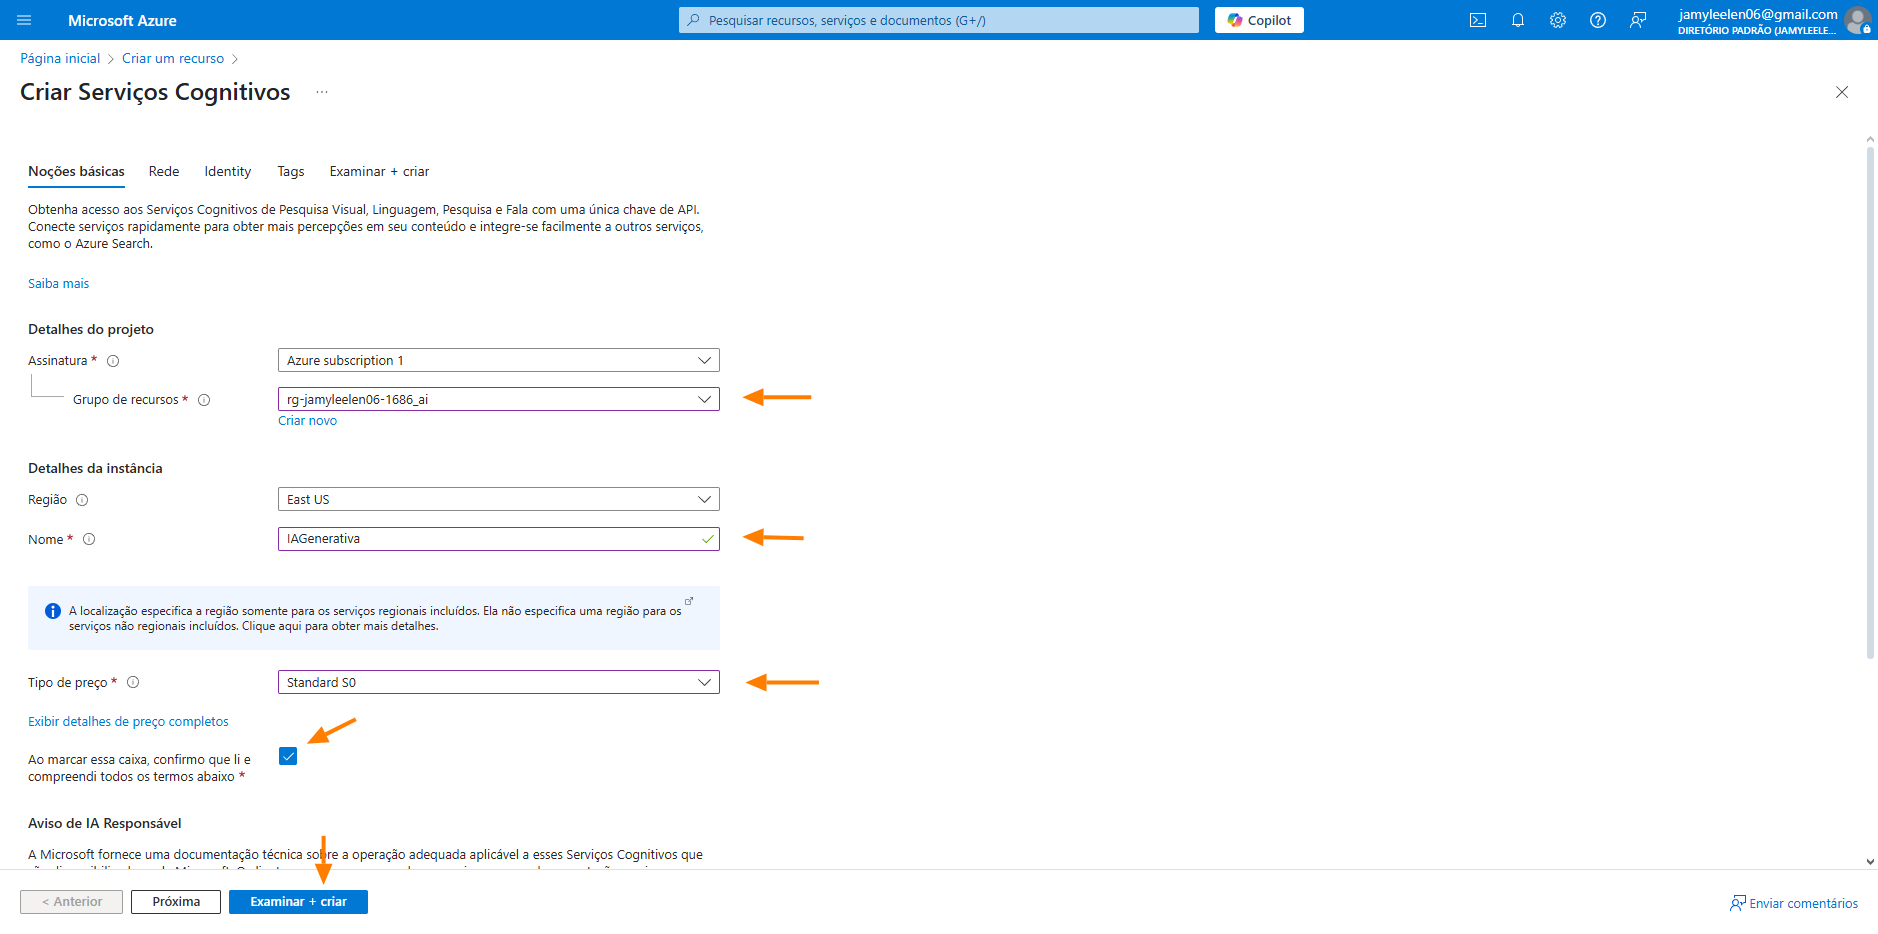 Microsoft Azure
Pesquisar recursos, serviços e documentos (G+/)
Copilot
jamyleelen06@gmail.com
DIRETÓRIO PADRÃO (JAMYLEELE...
Página inicial > Criar um recurso >
Criar Serviços Cognitivos ...
Noções básicas Rede Identity Tags Examinar + criar
Obtenha acesso aos Serviços Cognitivos de Pesquisa Visual, Linguagem, Pesquisa e Fala com uma única chave de API.
Conecte serviços rapidamente para obter mais percepções em seu conteúdo e integre-se facilmente a outros serviços,
como o Azure Search.
Saiba mais
Detalhes do projeto
Assinatura * Azure subscription 1
Grupo de recursos * rg-jamyleelen06-1686_ai
Criar novo
Detalhes da instância
Região East US
Nome * IAGenerativa
A localização especifica a região somente para os serviços regionais incluídos. Ela não especifica uma região para os
serviços não regionais incluídos. Clique aqui para obter mais detalhes.
Tipo de preço * Standard S0
Exibir detalhes de preço completos
Ao marcar essa caixa, confirmo que li e
compreendi todos os termos abaixo *
Aviso de IA Responsável
A Microsoft fornece uma documentação técnica sobre a operação adequada aplicável a esses Serviços Cognitivos que
< Anterior Próxima Examinar + criar
Enviar comentários